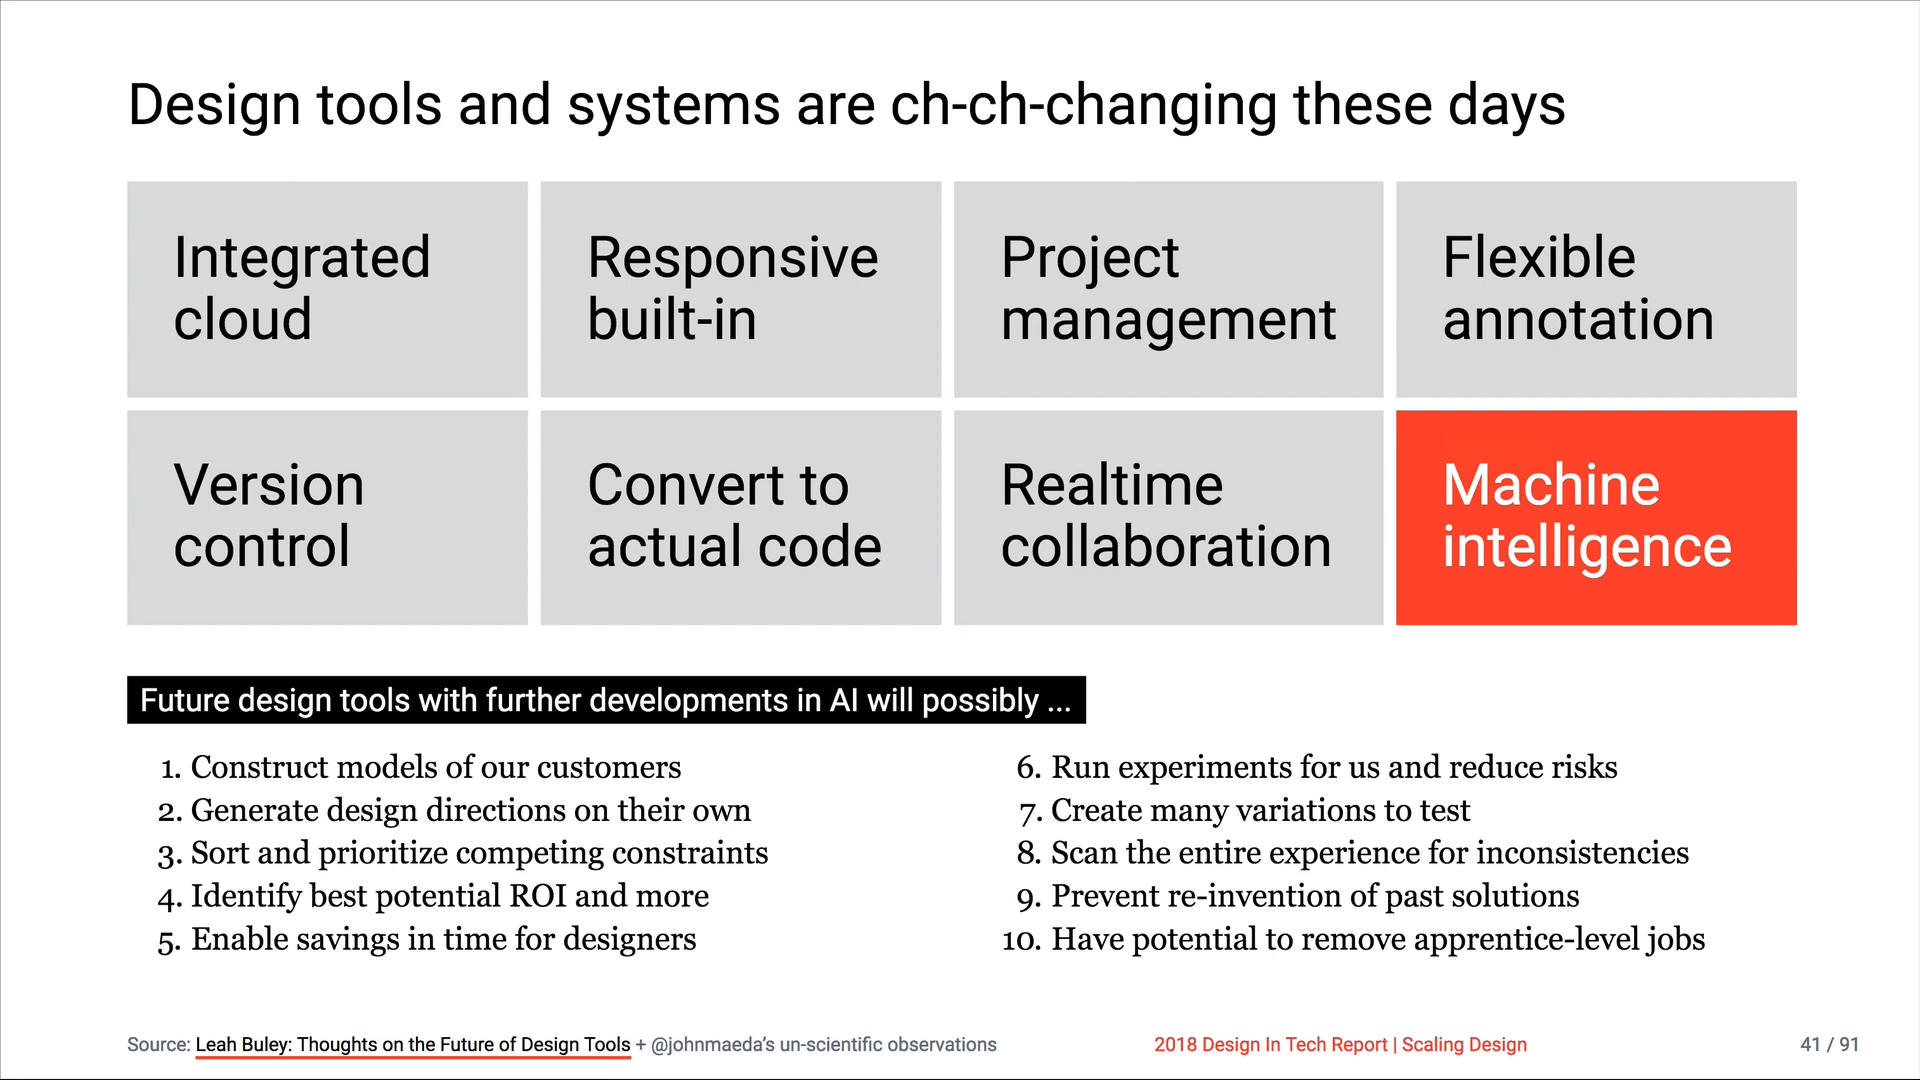 Design tools and systems are ch-ch-changing these days
Integrated
cloud
Responsive
built-in
Project
management
Flexible
annotation
Version
control
Convert to
actual code
Realtime
collaboration
Machine
intelligence
Future design tools with further developments in AI will possibly ...
1. Construct models of our customers
2. Generate design directions on their own
3. Sort and prioritize competing constraints
4. Identify best potential ROI and more
5. Enable savings in time for designers
6. Run experiments for us and reduce risks
7. Create many variations to test
8. Scan the entire experience for inconsistencies
9. Prevent re-invention of past solutions
10. Have potential to remove apprentice-level jobs
Source: Leah Buley: Thoughts on the Future of Design Tools + @johnmaeda’s un-scientific observations
2018 Design In Tech Report | Scaling Design
41 / 91